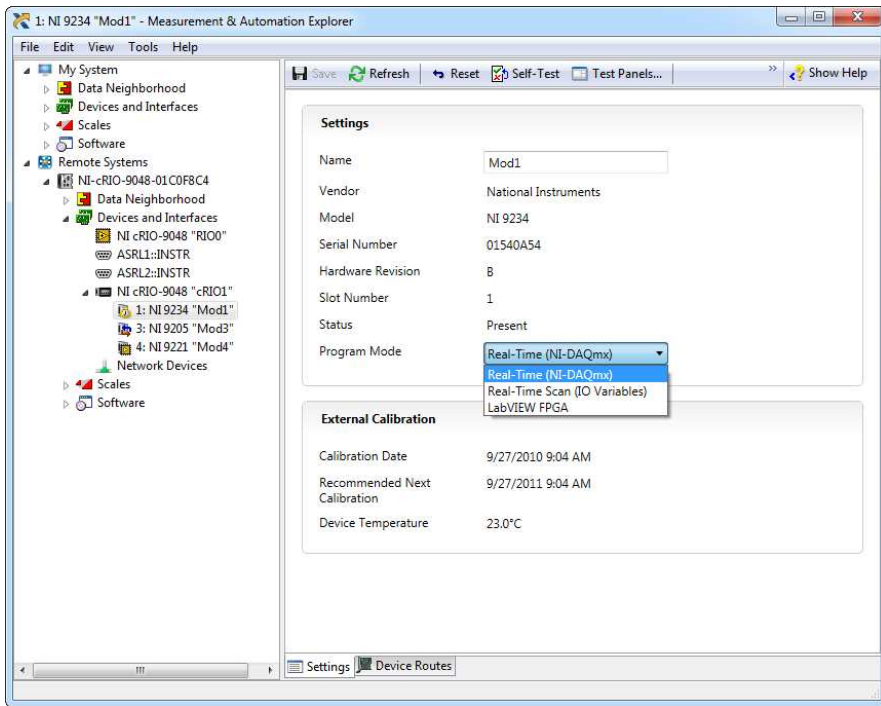 1: NI 9234 "Mod1" - Measurement & Automation Explorer
File Edit View Tools Help
My System
Data Neighborhood
Devices and Interfaces
Scales
Software
Remote Systems
NI-cRIO-9048-01C0F8C4
Data Neighborhood
Devices and Interfaces
NI cRIO-9048 "RIO0"
ASRL1::INSTR
ASRL2::INSTR
NI cRIO-9048 "cRIO1"
1: NI 9234 "Mod1"
3: NI 9205 "Mod3"
4: NI 9221 "Mod4"
Network Devices
Scales
Software
Save Refresh Reset Self-Test Test Panels... » Show Help
Settings
Name Mod1
Vendor National Instruments
Model NI 9234
Serial Number 01540A54
Hardware Revision B
Slot Number 1
Status Present
Program Mode Real-Time (NI-DAQmx)
Real-Time (NI-DAQmx)
Real-Time Scan (IO Variables)
LabVIEW FPGA
External Calibration
Calibration Date 9/27/2010 9:04 AM
Recommended Next 9/27/2011 9:04 AM
Calibration
Device Temperature 23.0°C
Settings Device Routes